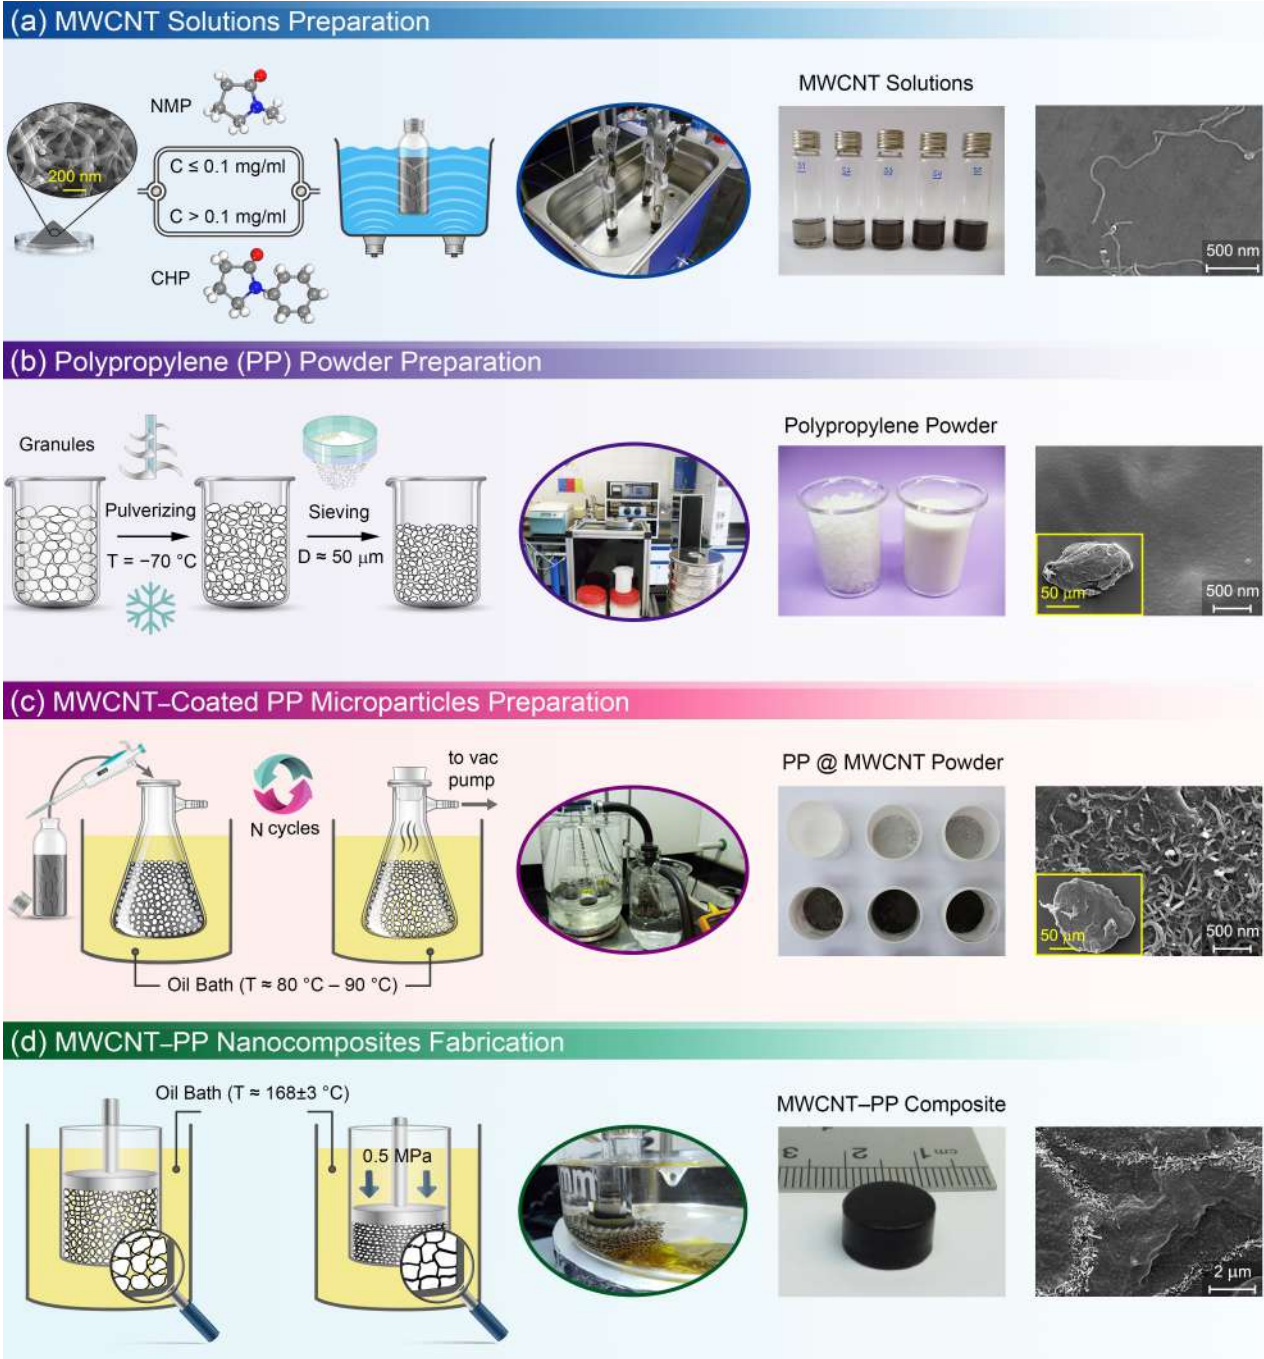 (a) MWCNT Solutions Preparation
NMP
200 nm
C ≤ 0.1 mg/ml
C > 0.1 mg/ml
CHP
MWCNT Solutions
S1
500 nm
(b) Polypropylene (PP) Powder Preparation
Granules
Pulverizing
T = −70 °C
Sieving
D ≈ 50 μm
Polypropylene Powder
50 μm
500 nm
(c) MWCNT–Coated PP Microparticles Preparation
N cycles
to vac
pump
Oil Bath (T ≈ 80 °C – 90 °C)
PP @ MWCNT Powder
50 μm
500 nm
(d) MWCNT–PP Nanocomposites Fabrication
Oil Bath (T ≈ 168±3 °C)
0.5 MPa
MWCNT–PP Composite
3 2 1 cm
2 μm